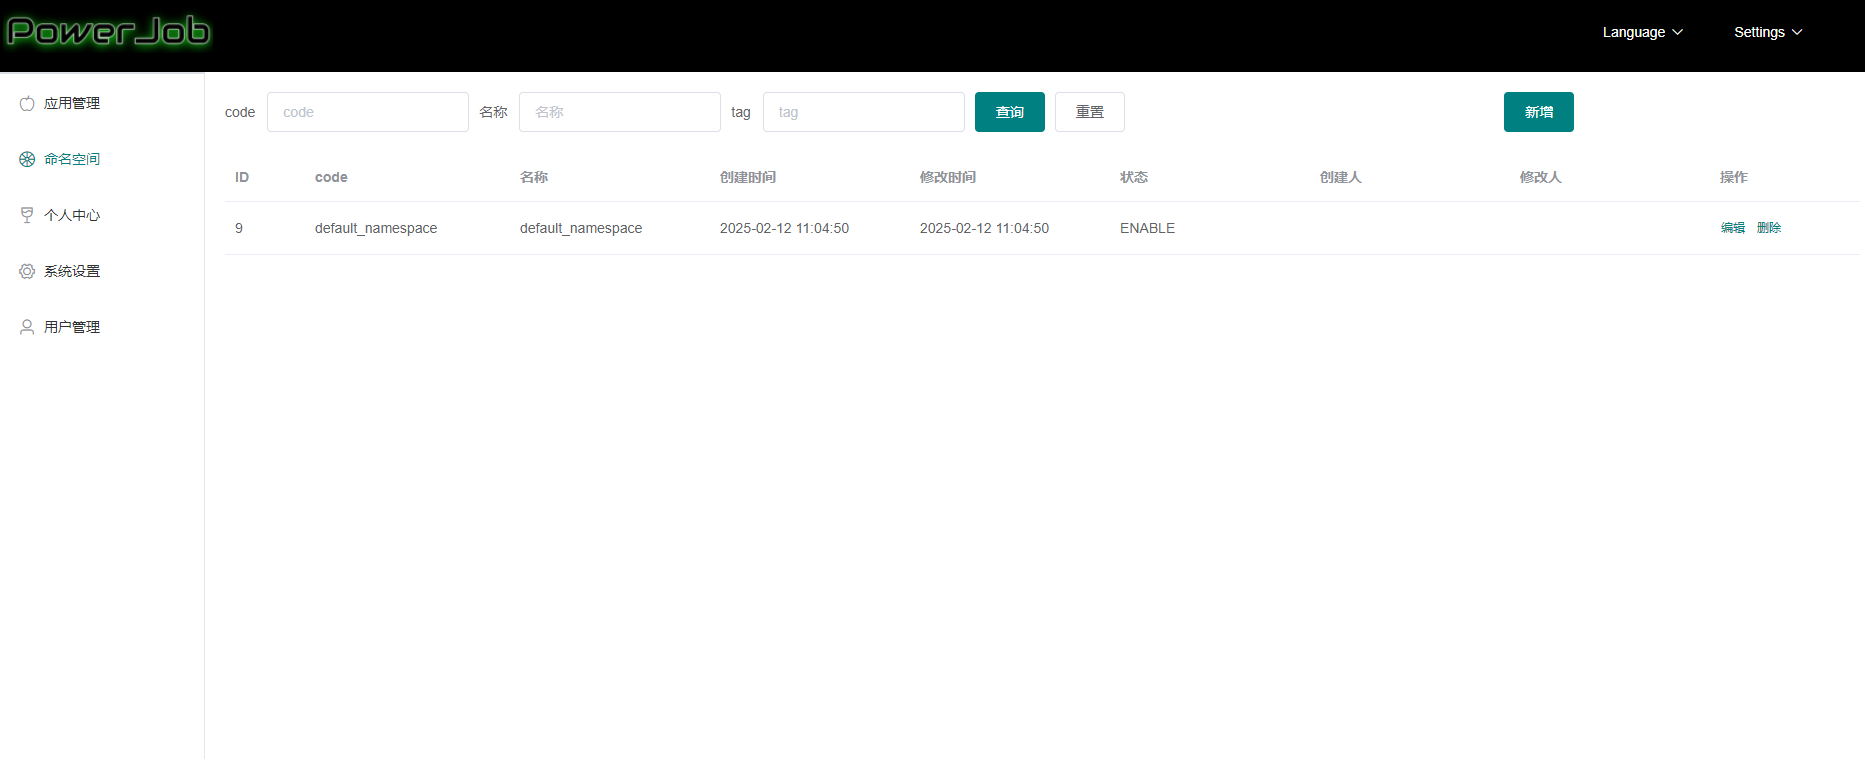 PowerJob
Language Settings
应用管理
命名空间
个人中心
系统设置
用户管理
code code 名称 名称 tag tag 查询 重置 新增
ID code 名称 创建时间 修改时间 状态 创建人 修改人 操作
9 default_namespace default_namespace 2025-02-12 11:04:50 2025-02-12 11:04:50 ENABLE 编辑 删除